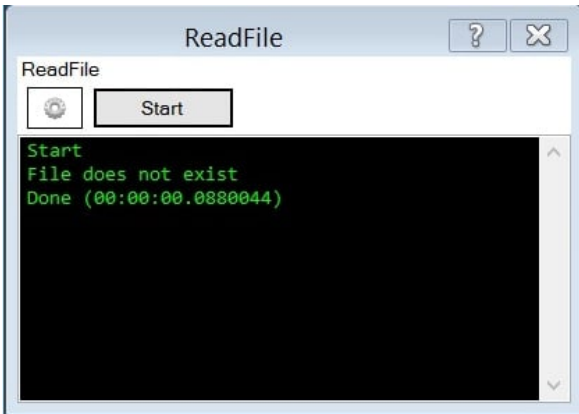 ReadFile
ReadFile
Start
Start
File does not exist
Done (00:00:00.0880044)